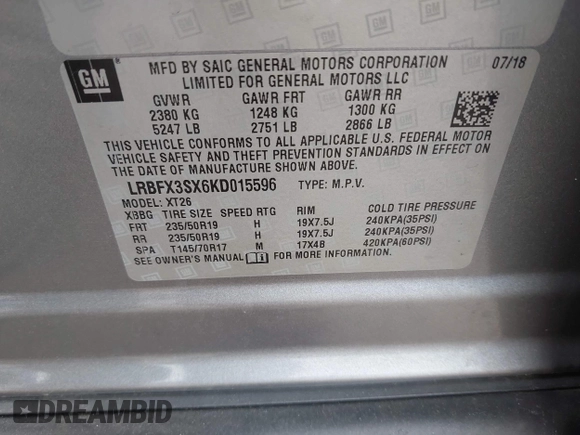 GM
MFD BY SAIC GENERAL MOTORS CORPORATION 07/18
LIMITED FOR GENERAL MOTORS LLC
GVWR GAWR FRT GAWR RR
2380 KG 1248 KG 1300 KG
5247 LB 2751 LB 2866 LB
THIS VEHICLE CONFORMS TO ALL APPLICABLE U.S. FEDERAL MOTOR
VEHICLE SAFETY AND THEFT PREVENTION STANDARDS IN EFFECT ON
THE DATE OF MANUFACTURE SHOWN ABOVE.
LRBFX3SX6KD015596 TYPE: M.P.V.
MODEL: XT26
XBBG TIRE SIZE SPEED RTG RIM COLD TIRE PRESSURE
FRT 235/50R19 H 19X7.5J 240KPA(35PSI)
RR 235/50R19 H 19X7.5J 240KPA(35PSI)
SPA T145/70R17 M 17X4B 420KPA(60PSI)
SEE OWNER'S MANUAL FOR MORE INFORMATION.
DREAMBID